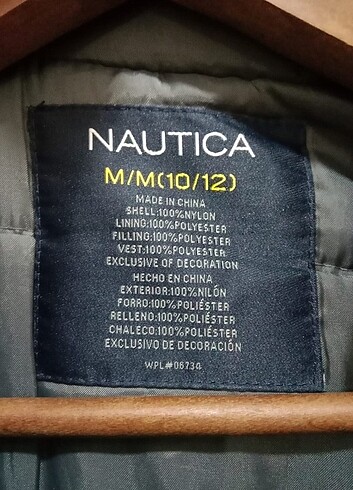 NAUTICA
M/M(10/12)
MADE IN CHINA
SHELL:100%NYLON
LINING:100%POLYESTER
FILLING:100%POLYESTER
VEST:100%POLYESTER
EXCLUSIVE OF DECORATION
HECHO EN CHINA
EXTERIOR:100%NILÓN
FORRO:100%POLIÉSTER
RELLENO:100%POLIÉSTER
CHALECO:100%POLIÉSTER
EXCLUSIVO DE DECORACIÓN
WPL#06730